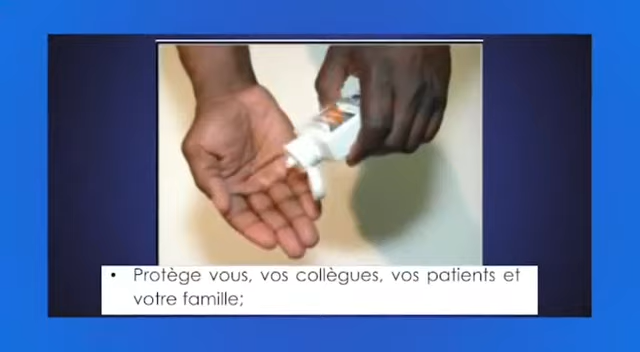 • Protège vous, vos collègues, vos patients et
votre famille;